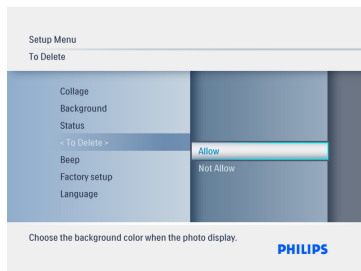 Setup Menu
To Delete
Collage
Background
Status
< To Delete >
Beep
Factory setup
Language
Allow
Not Allow
Choose the background color when the photo display.
PHILIPS